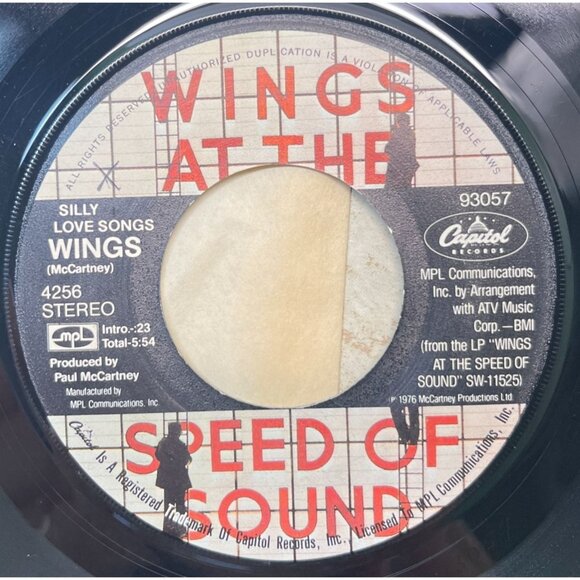 ALL RIGHTS RESERVED. UNAUTHORIZED DUPLICATION IS A VIOLATION OF APPLICABLE LAWS
WINGS
AT THE
SILLY
LOVE SONGS
WINGS
(McCartney)
4256
STEREO
mpl
Intro-:23
Total-5:54
Produced by
Paul McCartney
Manufactured by
MPL Communications, Inc.
93057
Capitol
RECORDS
MPL Communications,
Inc. by Arrangement
with ATV Music
Corp.—BMI
(from the LP "WINGS
AT THE SPEED OF
SOUND" SW-11525)
℗ 1976 McCartney Productions Ltd.
SPEED OF
SOUND
Capitol Is A Registered Trademark Of Capitol Records, Inc., Licensed To MPL Communications, Inc.